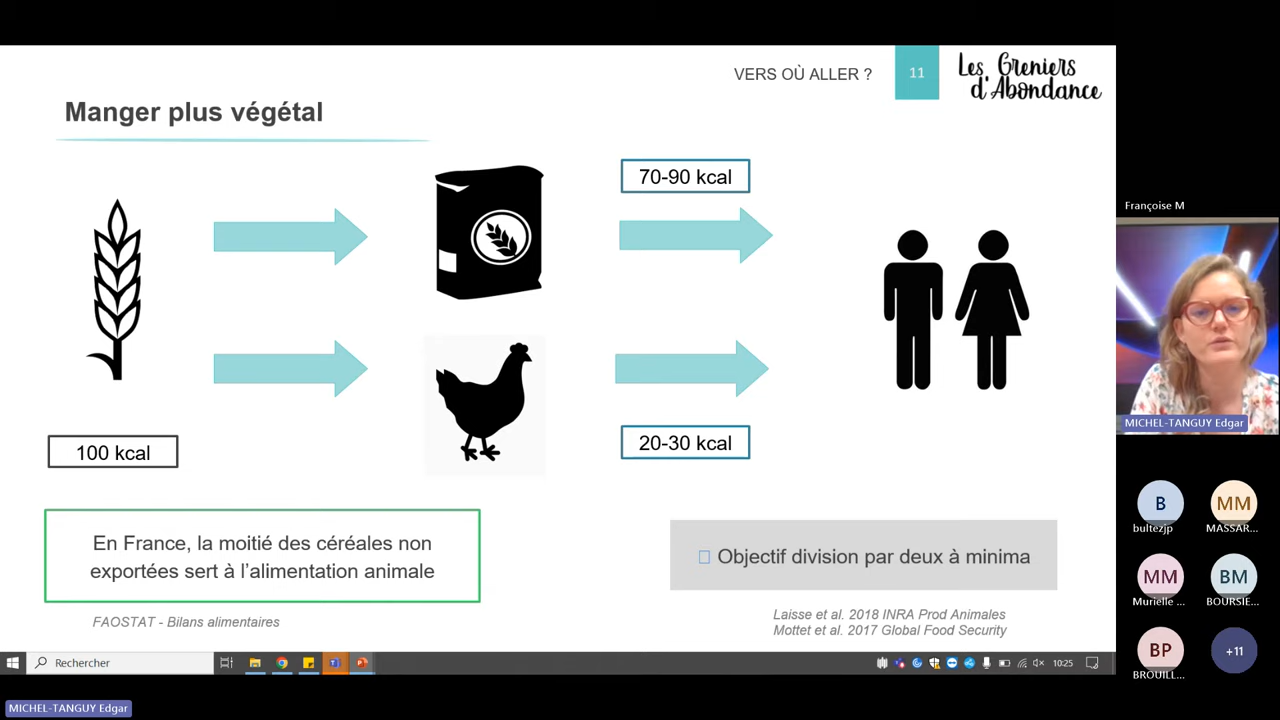 VERS OÙ ALLER ?
11
Les Greniers
d'Abondance
Manger plus végétal
70-90 kcal
20-30 kcal
100 kcal
En France, la moitié des céréales non
exportées sert à l'alimentation animale
Objectif division par deux à minima
FAOSTAT - Bilans alimentaires
Laisse et al. 2018 INRA Prod Animales
Mottet et al. 2017 Global Food Security
Françoise M
MICHEL-TANGUY Edgar
B
bultezjp
MM
MASSAR...
MM
Murielle ...
BM
BOURSIE...
BP
BROUILL...
+11
Rechercher
10:25
MICHEL-TANGUY Edgar